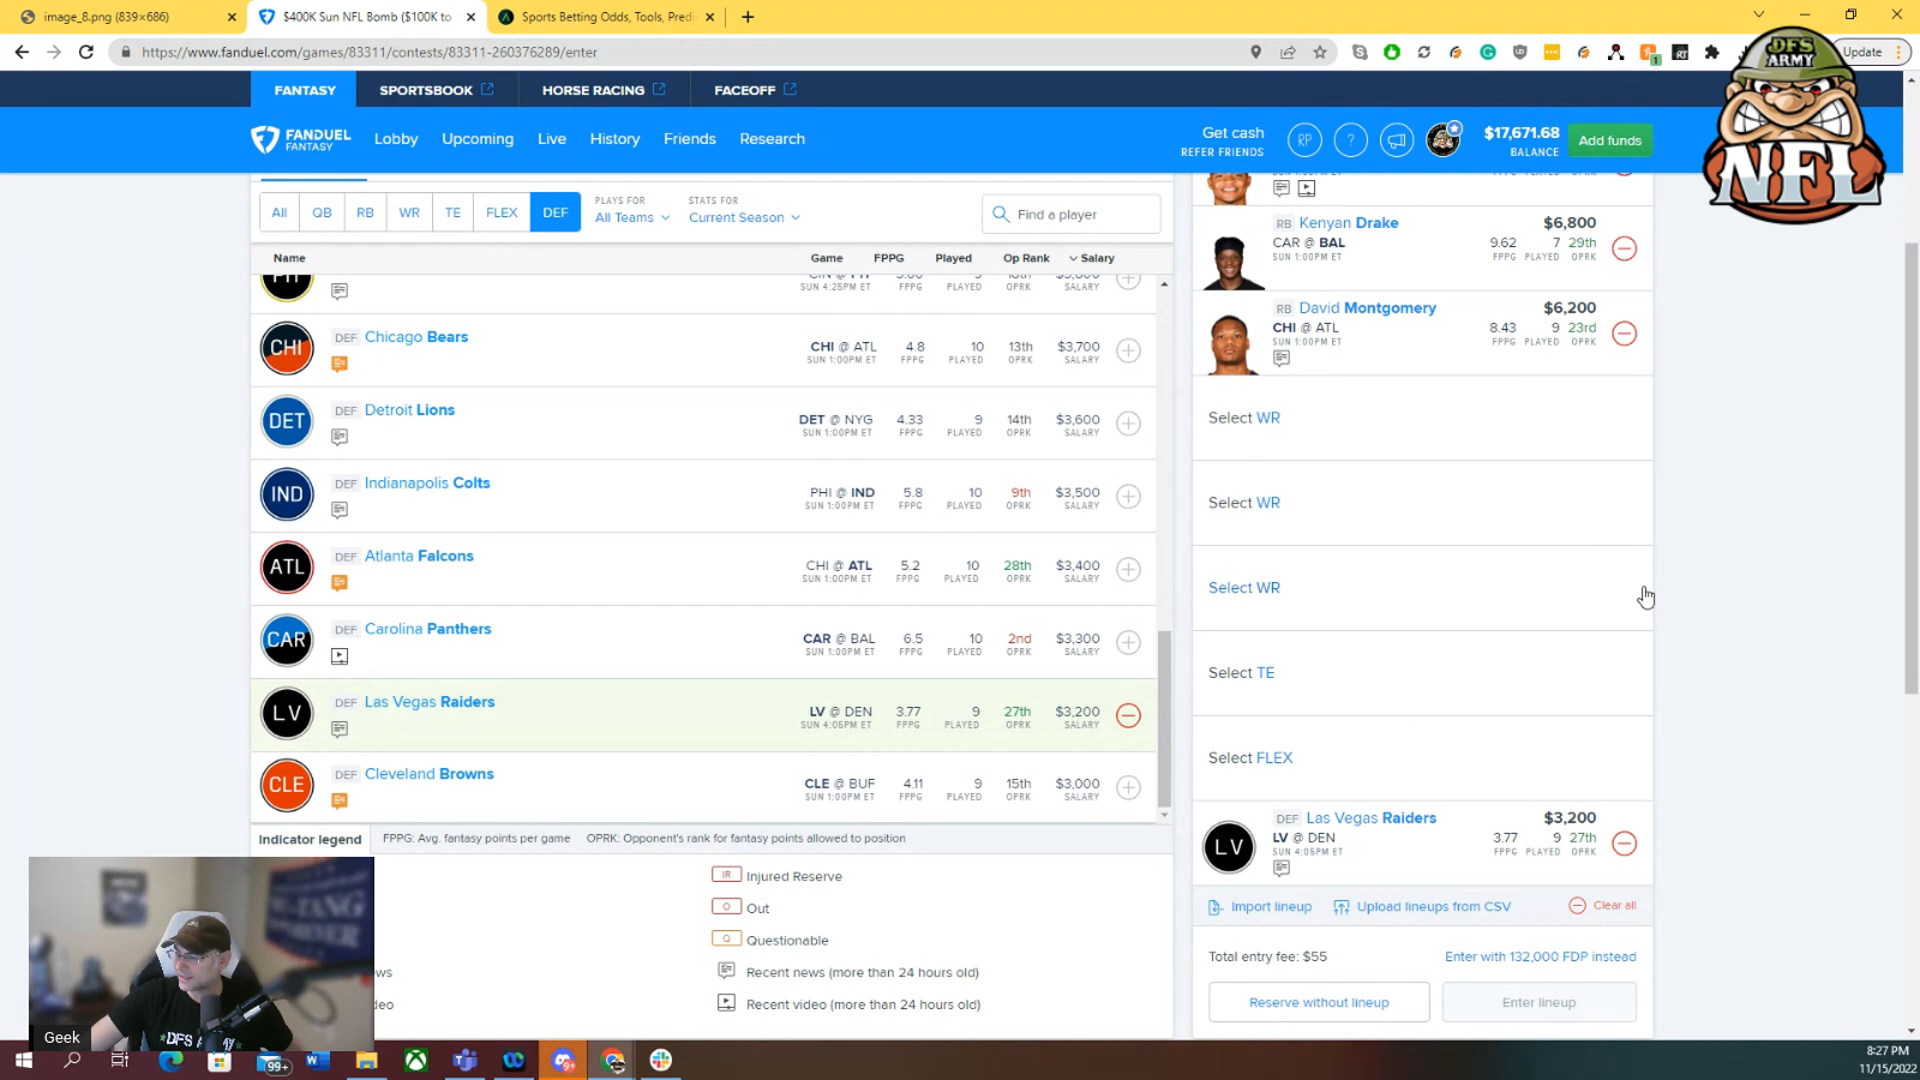 image_8.png (839×686)
$400K Sun NFL Bomb ($100K to
Sports Betting Odds, Tools, Predi
https://www.fanduel.com/games/83311/contests/83311-260376289/enter
Update
DFS
ARMY
NFL
FANTASY
SPORTSBOOK
HORSE RACING
FACEOFF
FANDUEL
FANTASY
Lobby
Upcoming
Live
History
Friends
Research
Get cash
REFER FRIENDS
RP
?
$17,671.68
BALANCE
Add funds
All
QB
RB
WR
TE
FLEX
DEF
PLAYS FOR
All Teams
STATS FOR
Current Season
Find a player
Name
Game
FPPG
Played
Op Rank
Salary
SUN 4:25PM ET
FPPG
PLAYED
OPRK
SALARY
CHI
DEF Chicago Bears
CHI @ ATL 4.8 10 13th $3,700
SUN 1:00PM ET FPPG PLAYED OPRK SALARY
DET
DEF Detroit Lions
DET @ NYG 4.33 9 14th $3,600
SUN 1:00PM ET FPPG PLAYED OPRK SALARY
IND
DEF Indianapolis Colts
PHI @ IND 5.8 10 9th $3,500
SUN 1:00PM ET FPPG PLAYED OPRK SALARY
ATL
DEF Atlanta Falcons
CHI @ ATL 5.2 10 28th $3,400
SUN 1:00PM ET FPPG PLAYED OPRK SALARY
CAR
DEF Carolina Panthers
CAR @ BAL 6.5 10 2nd $3,300
SUN 1:00PM ET FPPG PLAYED OPRK SALARY
LV
DEF Las Vegas Raiders
LV @ DEN 3.77 9 27th $3,200
SUN 4:05PM ET FPPG PLAYED OPRK SALARY
CLE
DEF Cleveland Browns
CLE @ BUF 4.11 9 15th $3,000
SUN 1:00PM ET FPPG PLAYED OPRK SALARY
Indicator legend
FPPG: Avg. fantasy points per game
OPRK: Opponent's rank for fantasy points allowed to position
IR Injured Reserve
O Out
Q Questionable
Recent news (more than 24 hours old)
Recent video (more than 24 hours old)
FPPG PLAYED OPRK
RB Kenyan Drake $6,800
CAR @ BAL 9.62 7 29th
SUN 1:00PM ET FPPG PLAYED OPRK
RB David Montgomery $6,200
CHI @ ATL 8.43 9 23rd
SUN 1:00PM ET FPPG PLAYED OPRK
Select WR
Select WR
Select WR
Select TE
Select FLEX
LV
DEF Las Vegas Raiders $3,200
LV @ DEN 3.77 9 27th
SUN 4:05PM ET FPPG PLAYED OPRK
Import lineup
Upload lineups from CSV
Clear all
Total entry fee: $55
Enter with 132,000 FDP instead
Reserve without lineup
Enter lineup
Geek
99+
8:27 PM
11/15/2022